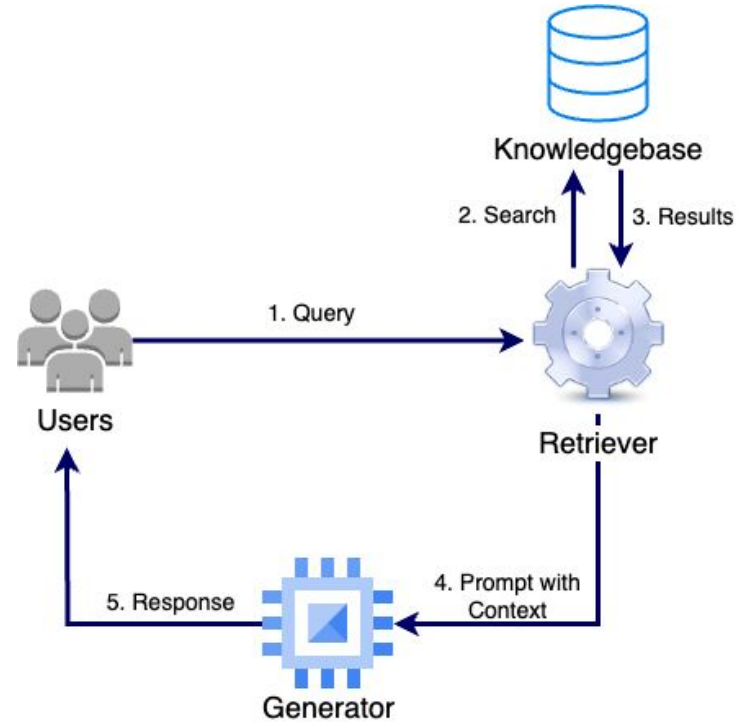 Knowledgebase
2. Search
3. Results
1. Query
Users
Retriever
4. Prompt with
Context
5. Response
Generator